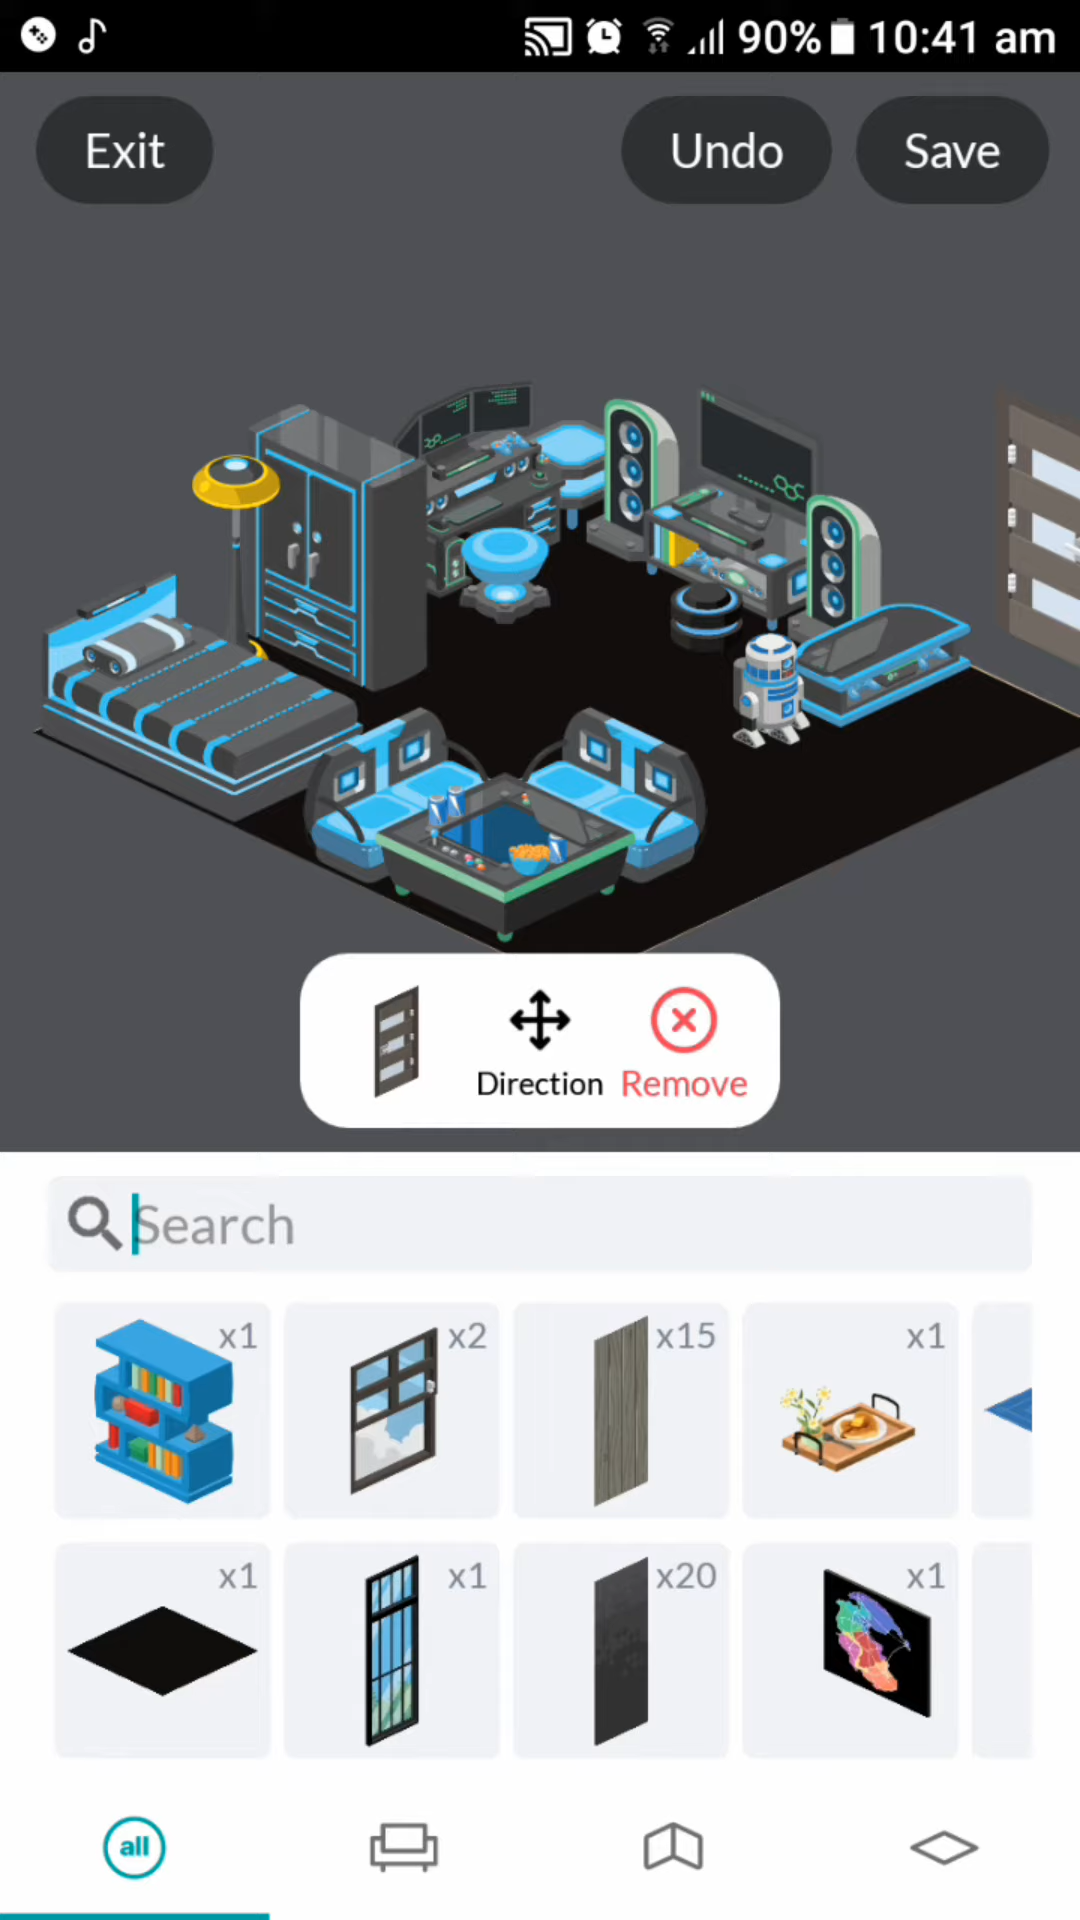 90% 10:41 am
Exit Undo Save
Direction Remove
Search
x1 x2 x15 x1
x1 x1 x20 x1
all